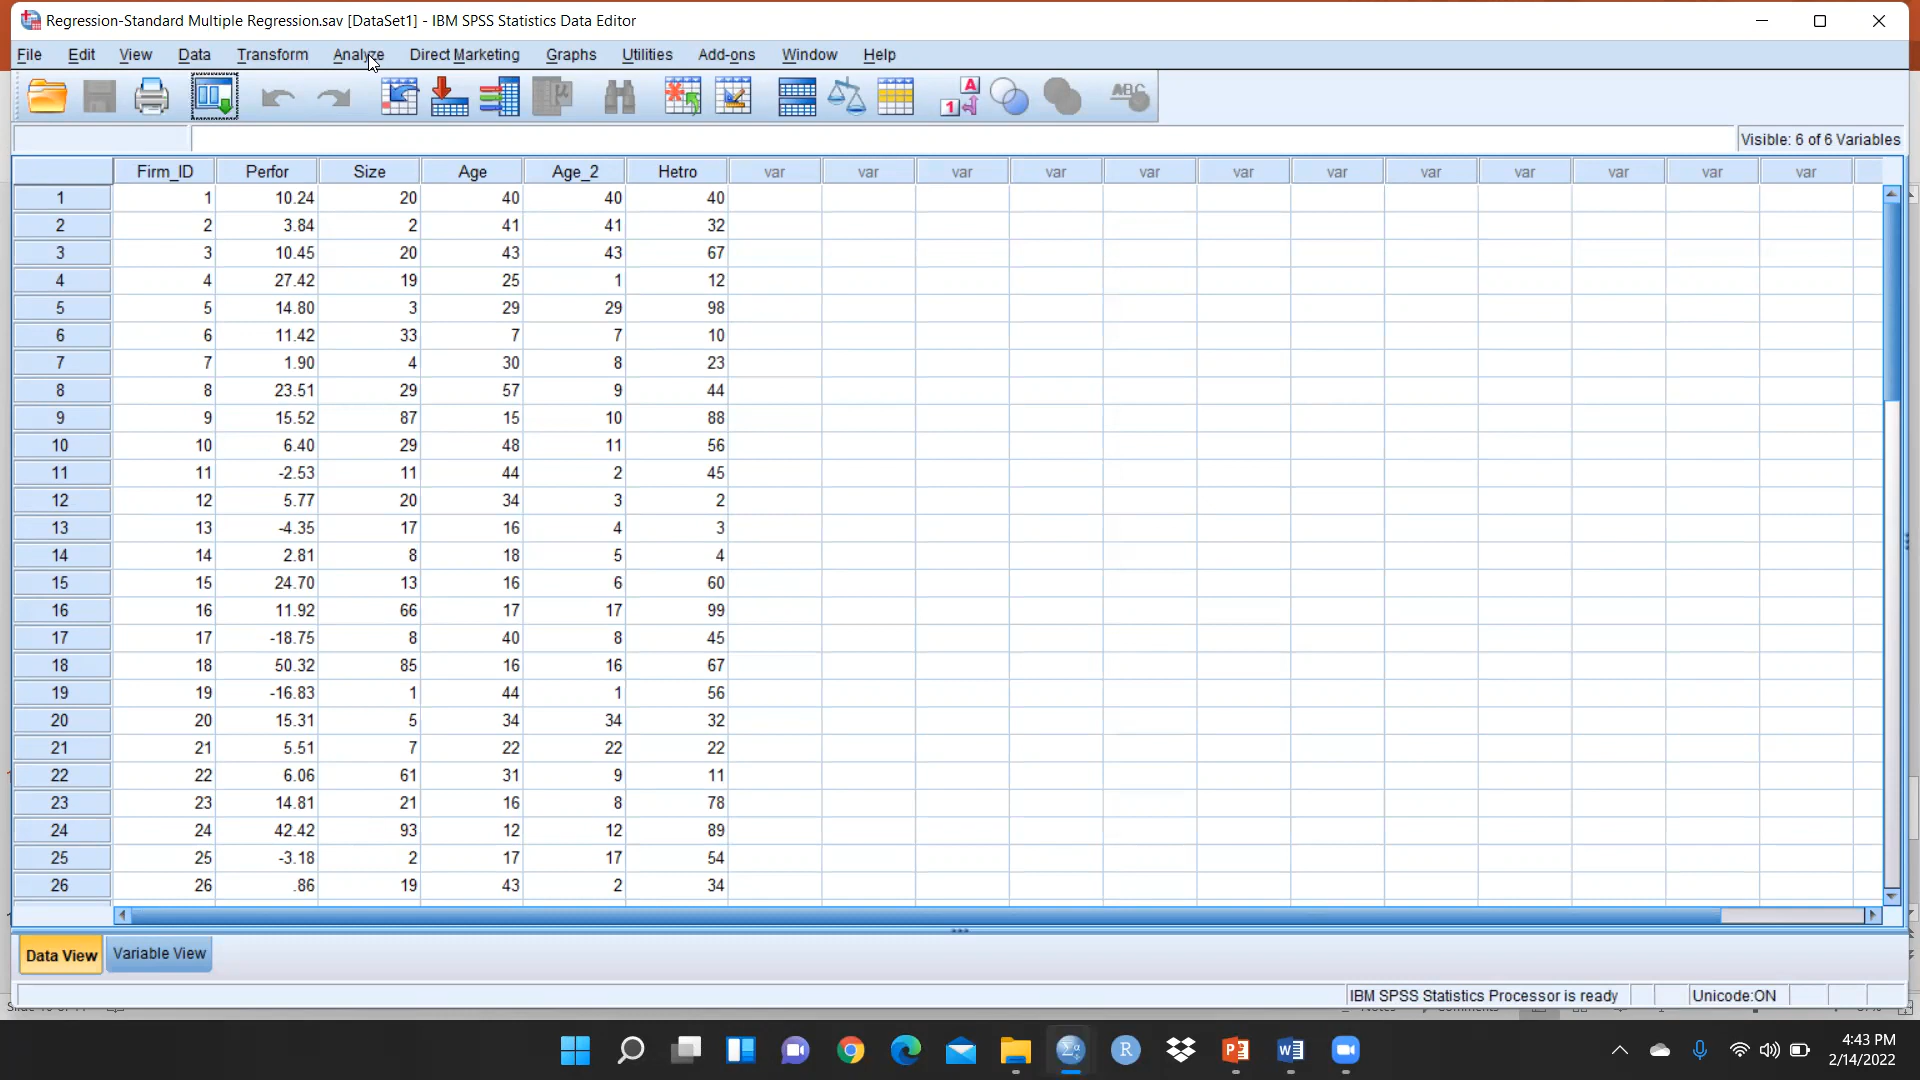 Regression-Standard Multiple Regression.sav [DataSet1] - IBM SPSS Statistics Data Editor
File Edit View Data Transform Analyze Direct Marketing Graphs Utilities Add-ons Window Help
Visible: 6 of 6 Variables
Firm_ID Perfor Size Age Age_2 Hetro var var var var var var var var var var var var
1 1 10.24 20 40 40 40
2 2 3.84 2 41 41 32
3 3 10.45 20 43 43 67
4 4 27.42 19 25 1 12
5 5 14.80 3 29 29 98
6 6 11.42 33 7 7 10
7 7 1.90 4 30 8 23
8 8 23.51 29 57 9 44
9 9 15.52 87 15 10 88
10 10 6.40 29 48 11 56
11 11 -2.53 11 44 2 45
12 12 5.77 20 34 3 2
13 13 -4.35 17 16 4 3
14 14 2.81 8 18 5 4
15 15 24.70 13 16 6 60
16 16 11.92 66 17 17 99
17 17 -18.75 8 40 8 45
18 18 50.32 85 16 16 67
19 19 -16.83 1 44 1 56
20 20 15.31 5 34 34 32
21 21 5.51 7 22 22 22
22 22 6.06 61 31 9 11
23 23 14.81 21 16 8 78
24 24 42.42 93 12 12 89
25 25 -3.18 2 17 17 54
26 26 .86 19 43 2 34
Data View Variable View
IBM SPSS Statistics Processor is ready Unicode:ON
4:43 PM
2/14/2022